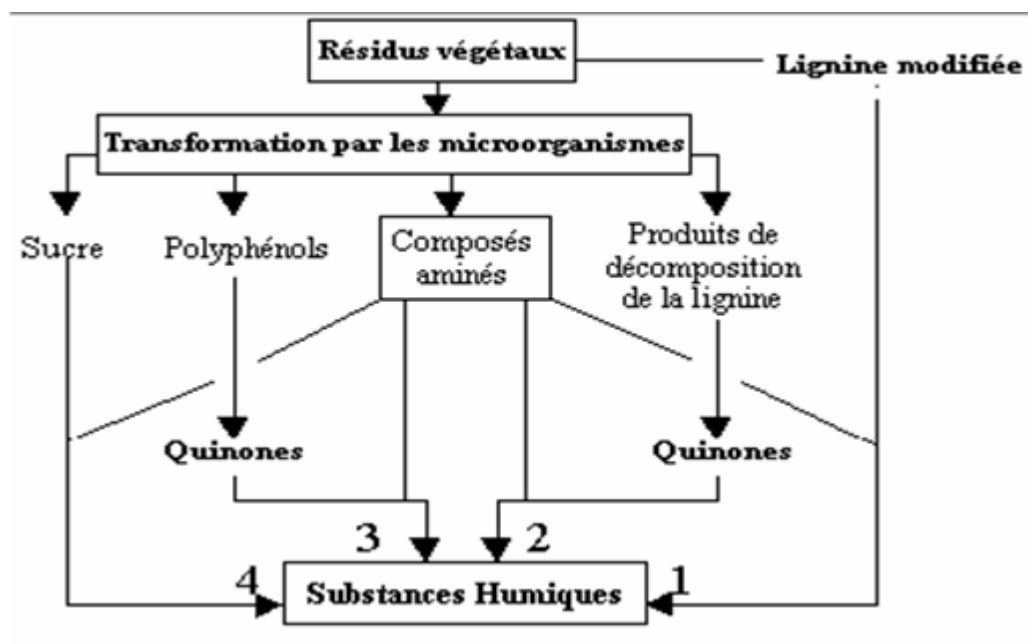 Résidus végétaux
Lignine modifiée
Transformation par les microorganismes
Sucre
Polyphénols
Composés
aminés
Produits de
décomposition
de la lignine
Quinones
Quinones
3
2
4
Substances Humiques
1